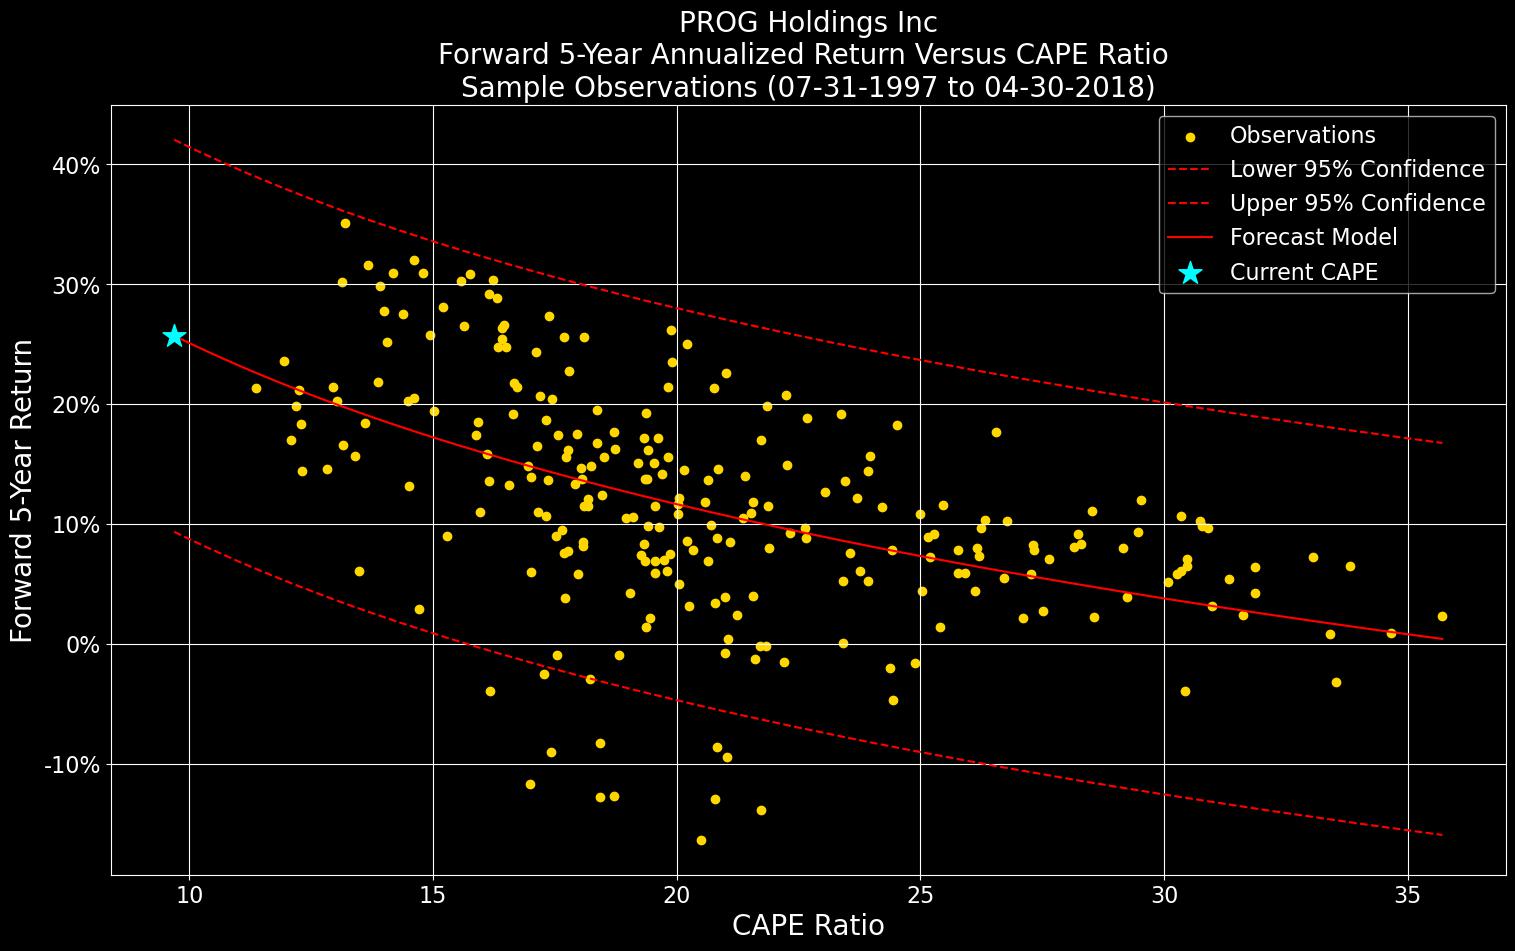 PROG Holdings Inc
Forward 5-Year Annualized Return Versus CAPE Ratio
Sample Observations (07-31-1997 to 04-30-2018)
Observations
Lower 95% Confidence
Upper 95% Confidence
Forecast Model
Current CAPE
Forward 5-Year Return
40%
30%
20%
10%
0%
-10%
10 15 20 25 30 35
CAPE Ratio